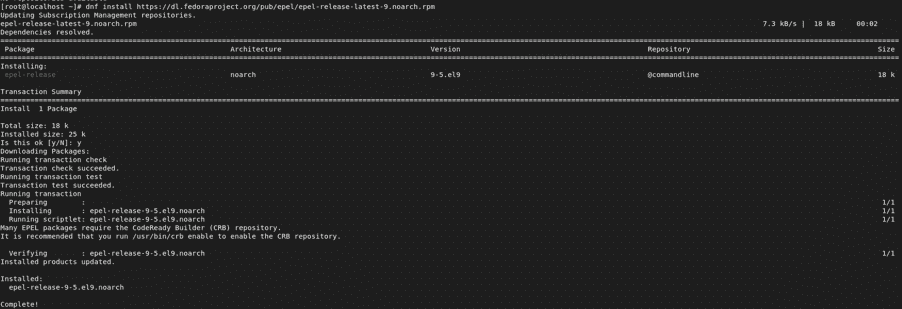 [root@localhost ~]# dnf install https://dl.fedoraproject.org/pub/epel/epel-release-latest-9.noarch.rpm
Updating Subscription Management repositories.
epel-release-latest-9.noarch.rpm 7.3 kB/s | 18 kB 00:02
Dependencies resolved.
Package Architecture Version Repository Size
Installing:
epel-release noarch 9-5.el9 @commandline 18 k
Transaction Summary
Install 1 Package
Total size: 18 k
Installed size: 25 k
Is this ok [y/N]: y
Downloading Packages:
Running transaction check
Transaction check succeeded.
Running transaction test
Transaction test succeeded.
Running transaction
Preparing : 1/1
Installing : epel-release-9-5.el9.noarch 1/1
Running scriptlet: epel-release-9-5.el9.noarch 1/1
Many EPEL packages require the CodeReady Builder (CRB) repository.
It is recommended that you run /usr/bin/crb enable to enable the CRB repository.
Verifying : epel-release-9-5.el9.noarch 1/1
Installed products updated.
Installed:
epel-release-9-5.el9.noarch
Complete!